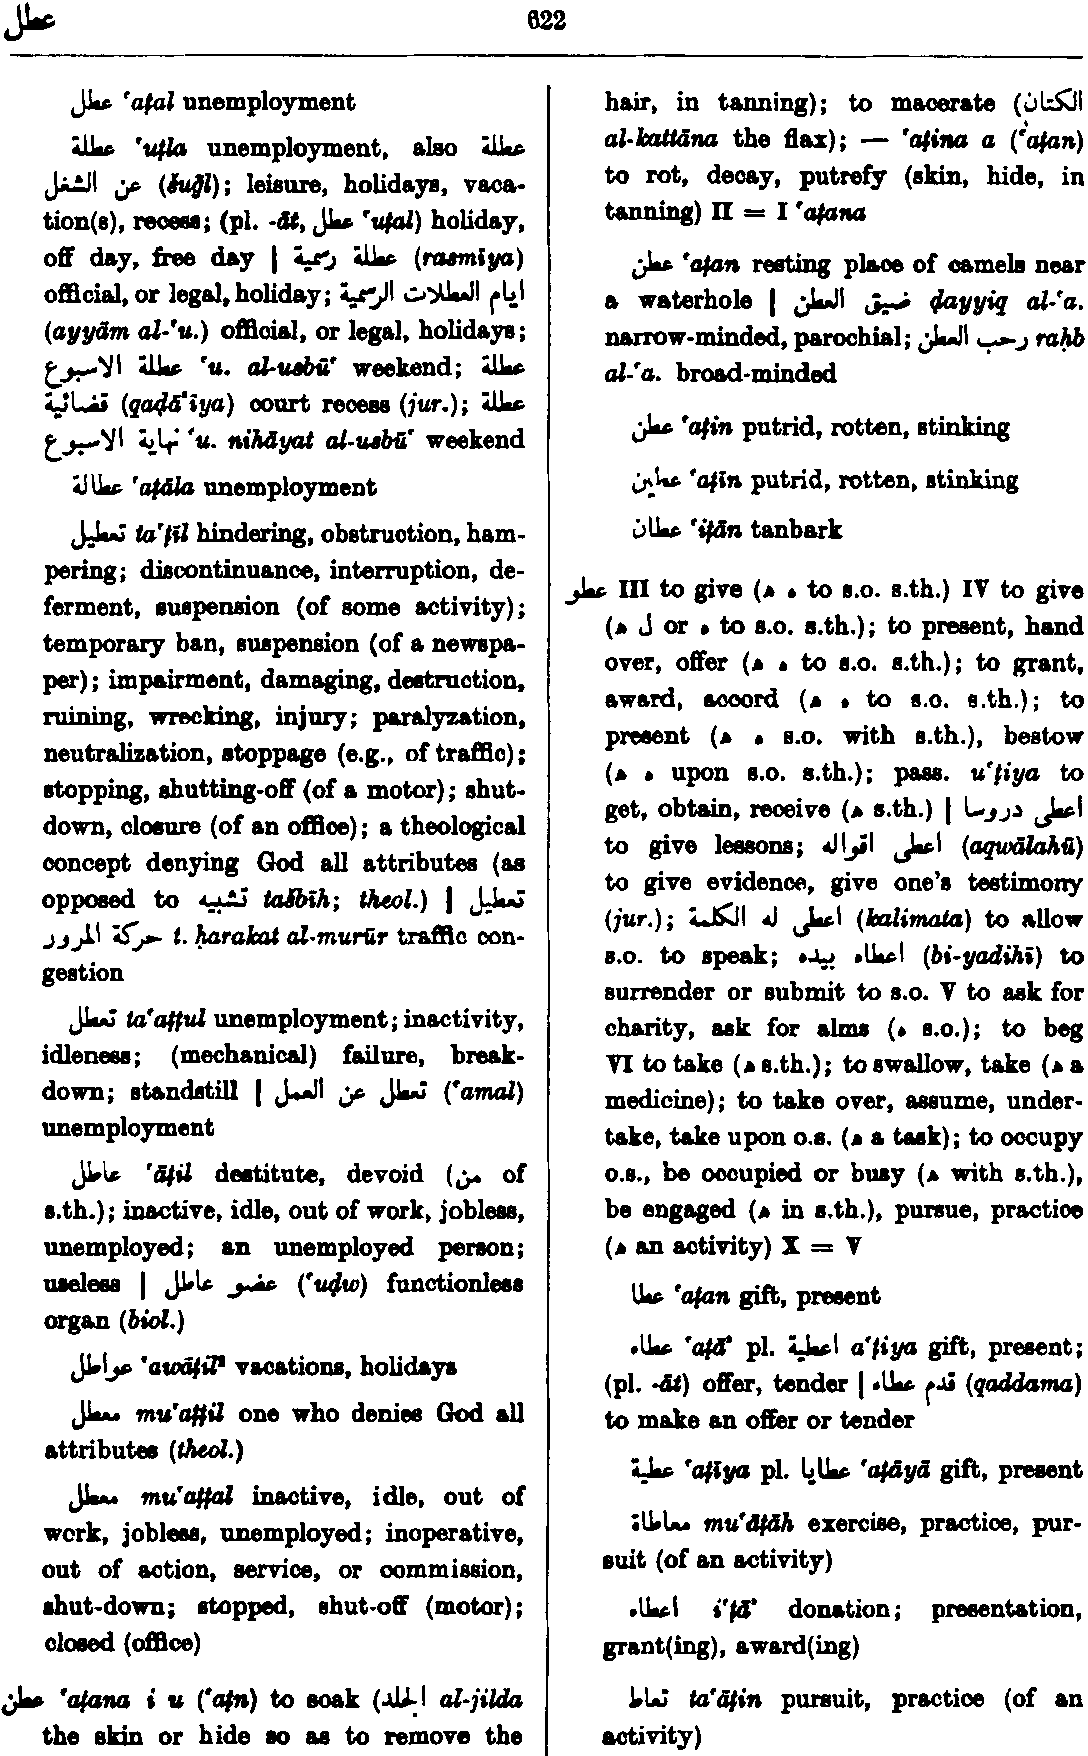 عطل
622
عطل ‘aṭal unemployment
عطلة ‘uṭla unemployment, also عطلة
عن الشغل (šuḡl); leisure, holidays, vaca-
tion(s), recess; (pl. -āt, عطل ‘uṭal) holiday,
off day, free day | عطلة رسمية (rasmīya)
official, or legal, holiday; ايام العطلات الرسمية
(ayyām al-‘u.) official, or legal, holidays;
عطلة الاسبوع ‘u. al-usbū‘ weekend; عطلة
قضائية (qaḍā’īya) court recess (jur.); عطلة
نهاية الاسبوع ‘u. nihāyat al-usbū‘ weekend
عطالة ‘aṭāla unemployment
تعطيل ta‘ṭīl hindering, obstruction, ham-
pering; discontinuance, interruption, de-
ferment, suspension (of some activity);
temporary ban, suspension (of a newspa-
per); impairment, damaging, destruction,
ruining, wrecking, injury; paralyzation,
neutralization, stoppage (e.g., of traffic);
stopping, shutting-off (of a motor); shut-
down, closure (of an office); a theological
concept denying God all attributes (as
opposed to تشبيه tašbīh; theol.) | تعطيل
حركة المرور t. ḥarakat al-murūr traffic con-
gestion
تعطل ta‘aṭṭul unemployment; inactivity,
idleness; (mechanical) failure, break-
down; standstill | تعطل عن العمل (‘amal)
unemployment
عاطل ‘āṭil destitute, devoid (من of
s.th.); inactive, idle, out of work, jobless,
unemployed; an unemployed person;
useless | عضو عاطل (‘uḍw) functionless
organ (biol.)
عواطل ‘awāṭil² vacations, holidays
معطل mu‘aṭṭil one who denies God all
attributes (theol.)
معطل mu‘aṭṭal inactive, idle, out of
work, jobless, unemployed; inoperative,
out of action, service, or commission,
shut-down; stopped, shut-off (motor);
closed (office)
عطن ‘aṭana i u (‘aṭn) to soak (الجلد al-jilda
the skin or hide so as to remove the
hair, in tanning); to macerate (الكتان
al-kattāna the flax); — ‘aṭina a (‘aṭan)
to rot, decay, putrefy (skin, hide, in
tanning) II = I ‘aṭana
عطن ‘aṭan resting place of camels near
a waterhole | ضيق العطن ḍayyiq al-‘a.
narrow-minded, parochial; رحب العطن raḥb
al-‘a. broad-minded
عطن ‘aṭin putrid, rotten, stinking
عطين ‘aṭīn putrid, rotten, stinking
عطان ‘iṭān tanbark
عطو III to give (ه ه to s.o. s.th.) IV to give
(ه ل or ه to s.o. s.th.); to present, hand
over, offer (ه ه to s.o. s.th.); to grant,
award, accord (ه ه to s.o. s.th.); to
present (ه ه s.o. with s.th.), bestow
(ه ه upon s.o. s.th.); pass. u‘ṭiya to
get, obtain, receive (ه s.th.) | اعطى دروسا
to give lessons; اعطى اقواله (aqwālahū)
to give evidence, give one's testimony
(jur.); اعطى له الكلمة (kalimata) to allow
s.o. to speak; اعطاه بيده (bi-yadihī) to
surrender or submit to s.o. V to ask for
charity, ask for alms (ه s.o.); to beg
VI to take (ه s.th.); to swallow, take (ه a
medicine); to take over, assume, under-
take, take upon o.s. (ه a task); to occupy
o.s., be occupied or busy (ه with s.th.),
be engaged (ه in s.th.), pursue, practice
(ه an activity) X = V
عطا ‘aṭan gift, present
عطاء ‘aṭā’ pl. اعطية a‘ṭiya gift, present;
(pl. -āt) offer, tender | قدم عطاء (qaddama)
to make an offer or tender
عطية ‘aṭīya pl. عطايا ‘aṭāyā gift, present
معاطاة mu‘āṭāh exercise, practice, pur-
suit (of an activity)
اعطاء i‘ṭā’ donation; presentation,
grant(ing), award(ing)
تعاط ta‘āṭin pursuit, practice (of an
activity)